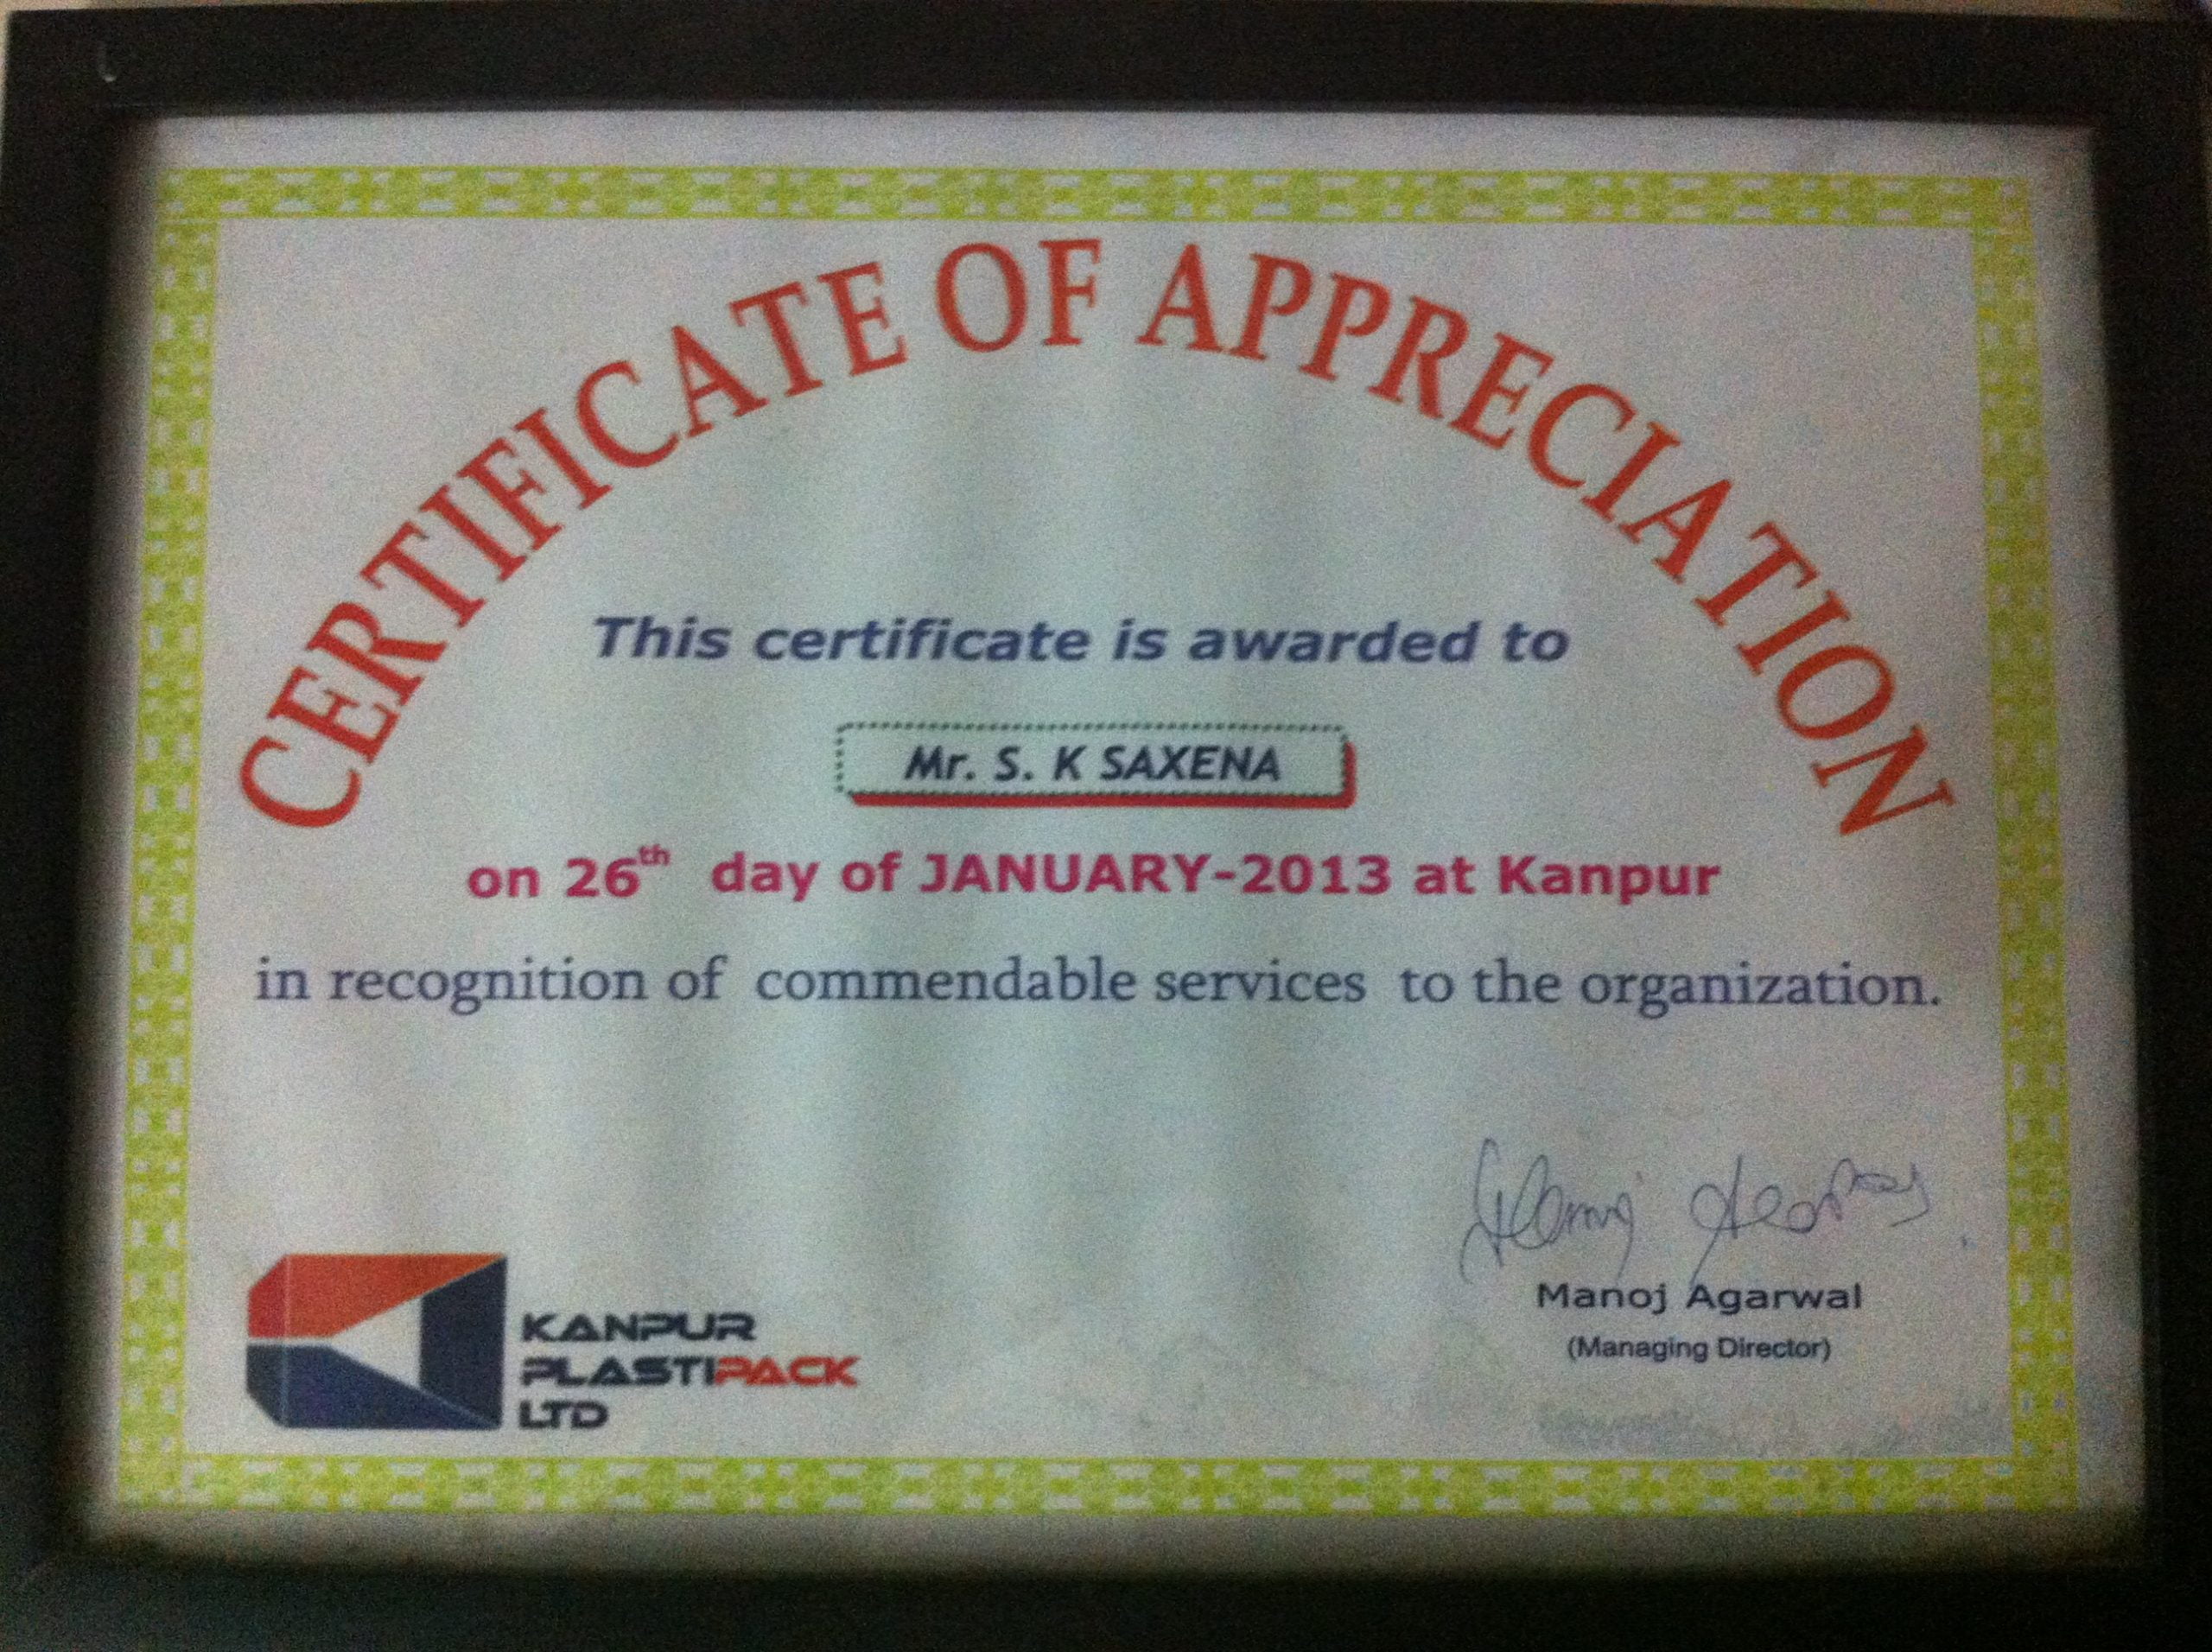 CERTIFICATE OF APPRECIATION
This certificate is awarded to
Mr. S. K SAXENA
on 26th day of JANUARY-2013 at Kanpur
in recognition of commendable services to the organization.
Manoj Agarwal
(Managing Director)
KANPUR
PLASTIPACK
LTD